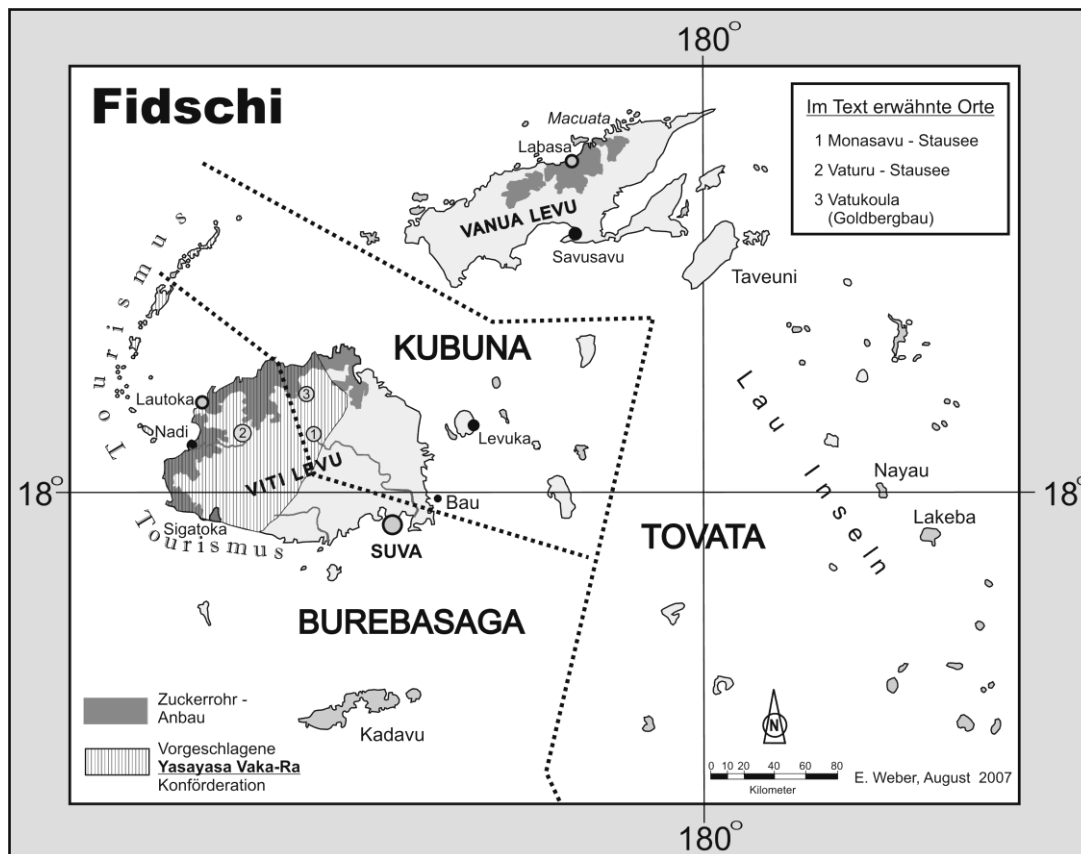 180°
Fidschi
Im Text erwähnte Orte
1 Monasavu - Stausee
2 Vaturu - Stausee
3 Vatukoula
(Goldbergbau)
Macuata
Labasa
VANUA LEVU
Savusavu
Taveuni
Tourismus
KUBUNA
Lautoka
3
Nadi
2
1
Levuka
VITI LEVU
Lau Inseln
Nayau
18°
18°
Bau
Lakeba
Sigatoka
Tourismus
SUVA
TOVATA
BUREBASAGA
Zuckerrohr -
Anbau
Kadavu
Vorgeschlagene
Yasayasa Vaka-Ra
Konförderation
N
0 10 20 40 60 80
Kilometer
E. Weber, August 2007
180°